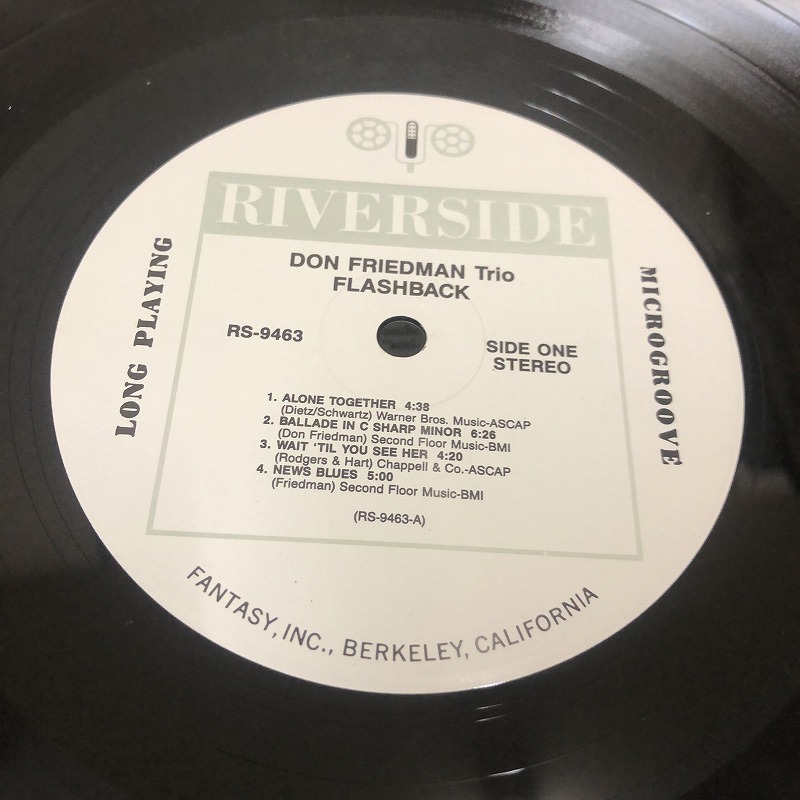 RIVERSIDE
DON FRIEDMAN Trio
FLASHBACK
LONG PLAYING
MICROGROOVE
RS-9463
SIDE ONE
STEREO
1. ALONE TOGETHER 4:38
(Dietz/Schwartz) Warner Bros. Music-ASCAP
2. BALLADE IN C SHARP MINOR 6:26
(Don Friedman) Second Floor Music-BMI
3. WAIT 'TIL YOU SEE HER 4:20
(Rodgers & Hart) Chappell & Co.-ASCAP
4. NEWS BLUES 5:00
(Friedman) Second Floor Music-BMI
(RS-9463-A)
FANTASY, INC., BERKELEY, CALIFORNIA